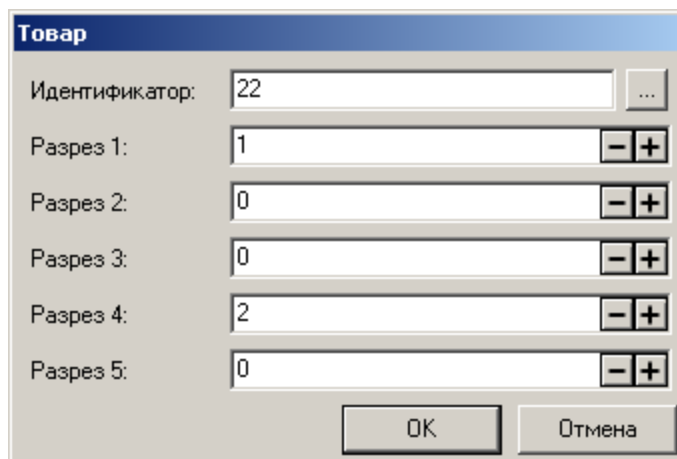 Товар
Идентификатор: 22 ...
Разрез 1: 1 − +
Разрез 2: 0 − +
Разрез 3: 0 − +
Разрез 4: 2 − +
Разрез 5: 0 − +
OK Отмена